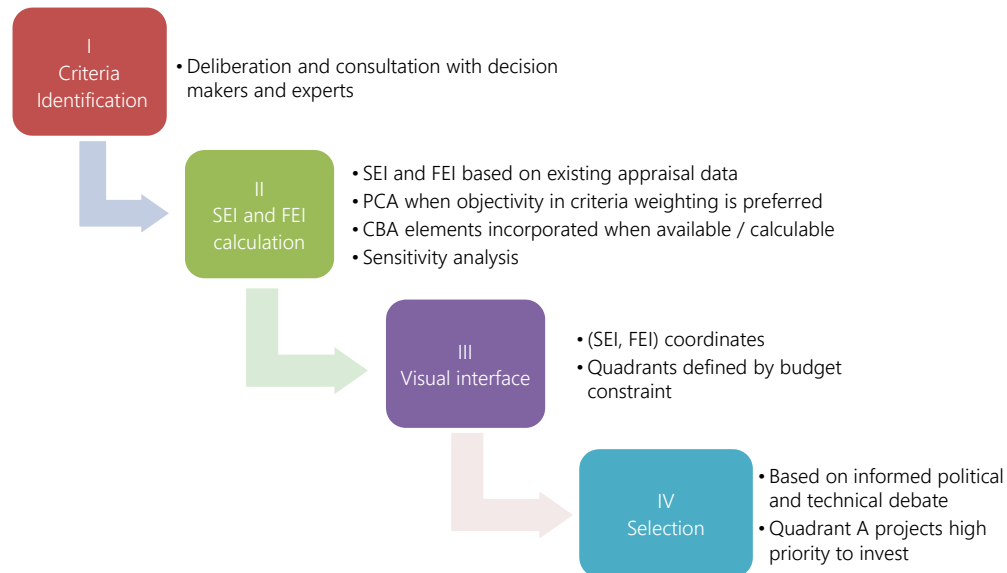 I
Criteria
Identification
• Deliberation and consultation with decision
makers and experts
II
SEI and FEI
calculation
• SEI and FEI based on existing appraisal data
• PCA when objectivity in criteria weighting is preferred
• CBA elements incorporated when available / calculable
• Sensitivity analysis
III
Visual interface
• (SEI, FEI) coordinates
• Quadrants defined by budget
constraint
IV
Selection
• Based on informed political
and technical debate
• Quadrant A projects high
priority to invest